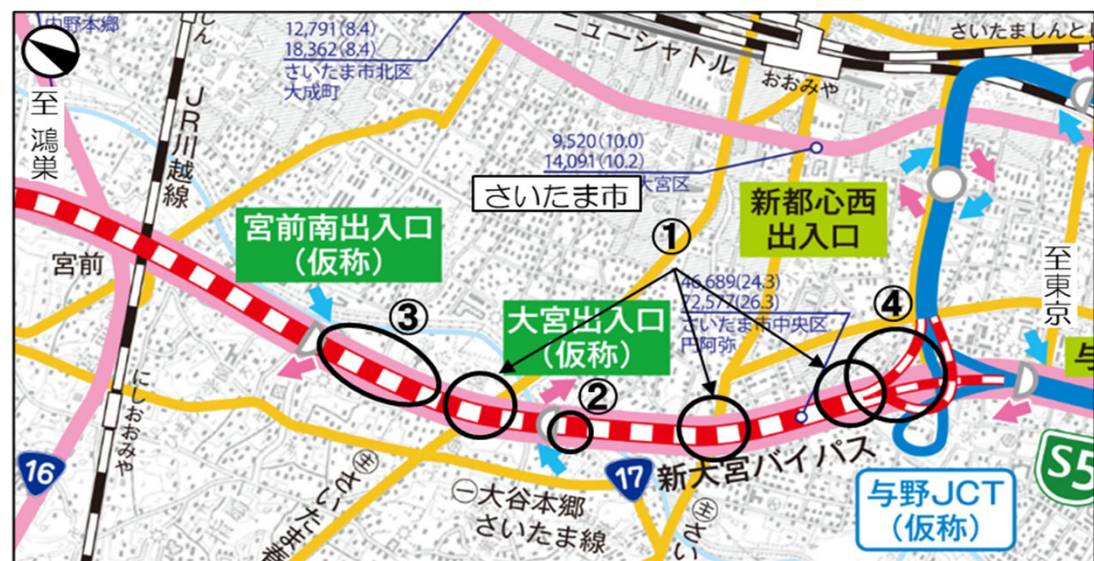 12,791(8.4)
18,362(8.4)
さいたま市北区
大成町
ニューシャトル
さいたましんとし
おおみや
至 鴻巣
JR川越線
9,520(10.0)
14,091(10.2)
大宮区
さいたま市
宮前南出入口
(仮称)
新都心西
出入口
①
宮前
46,689(24.3)
72,577(26.3)
さいたま市中央区
円阿弥
至東京
③
大宮出入口
(仮称)
④
②
与
にしおおみや
16
17
新大宮バイパス
S5
㊀大谷本郷
さいたま線
与野JCT
(仮称)